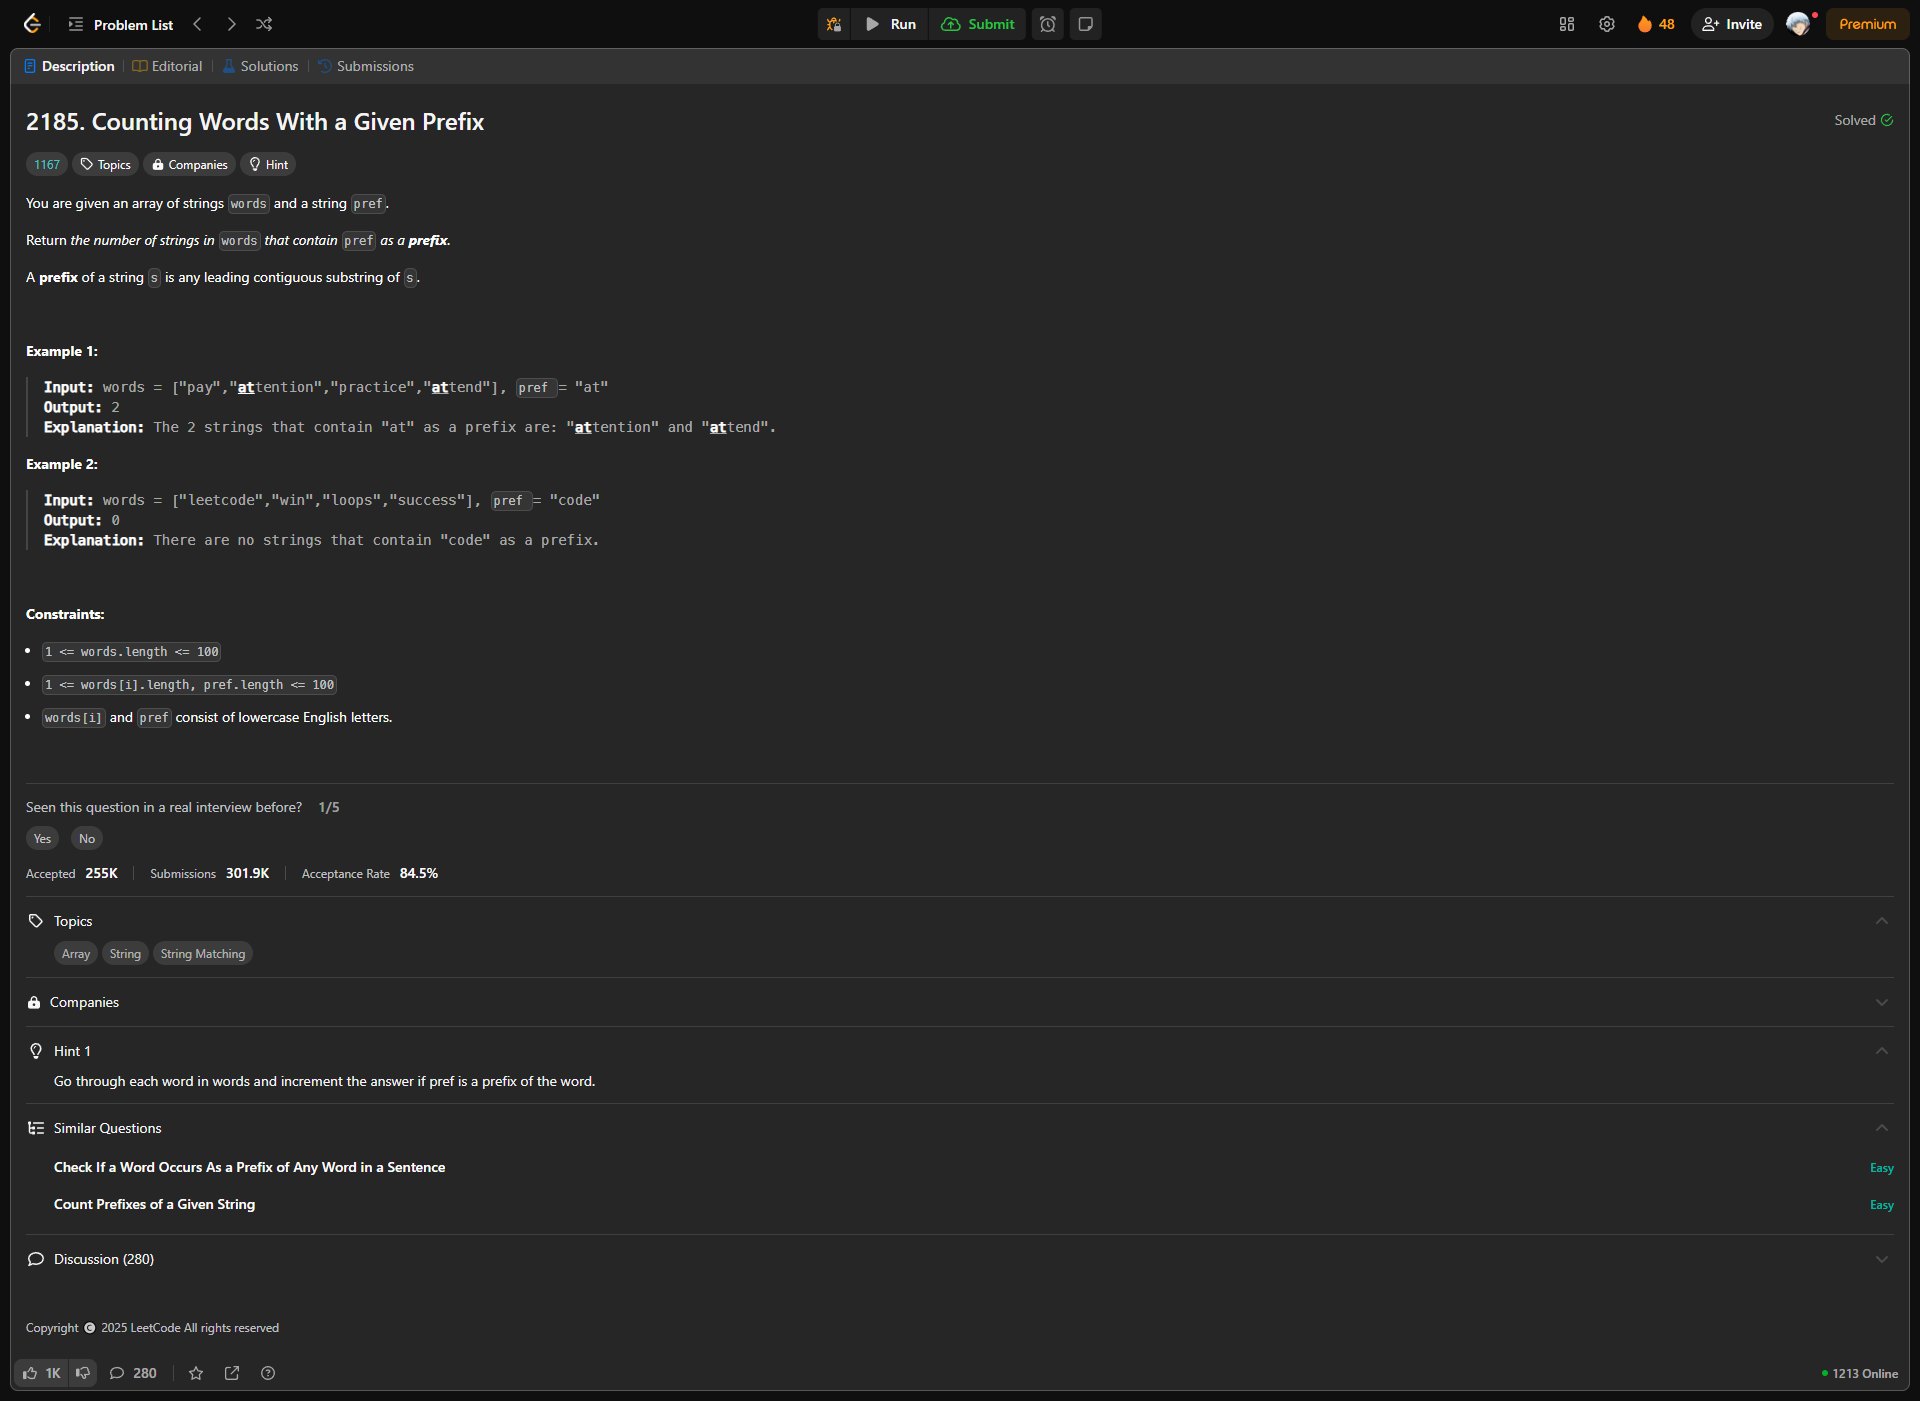 Problem List
Run
Submit
48
Invite
Premium
Description
Editorial
Solutions
Submissions
2185. Counting Words With a Given Prefix
Solved
1167
Topics
Companies
Hint
You are given an array of strings words and a string pref.
Return the number of strings in words that contain pref as a prefix.
A prefix of a string s is any leading contiguous substring of s.
Example 1:
Input: words = ["pay","attention","practice","attend"], pref = "at"
Output: 2
Explanation: The 2 strings that contain "at" as a prefix are: "attention" and "attend".
Example 2:
Input: words = ["leetcode","win","loops","success"], pref = "code"
Output: 0
Explanation: There are no strings that contain "code" as a prefix.
Constraints:
• 1 <= words.length <= 100
• 1 <= words[i].length, pref.length <= 100
• words[i] and pref consist of lowercase English letters.
Seen this question in a real interview before? 1/5
Yes No
Accepted 255K Submissions 301.9K Acceptance Rate 84.5%
Topics
Array String String Matching
Companies
Hint 1
Go through each word in words and increment the answer if pref is a prefix of the word.
Similar Questions
Check If a Word Occurs As a Prefix of Any Word in a Sentence Easy
Count Prefixes of a Given String Easy
Discussion (280)
Copyright © 2025 LeetCode All rights reserved
1K 280 1213 Online